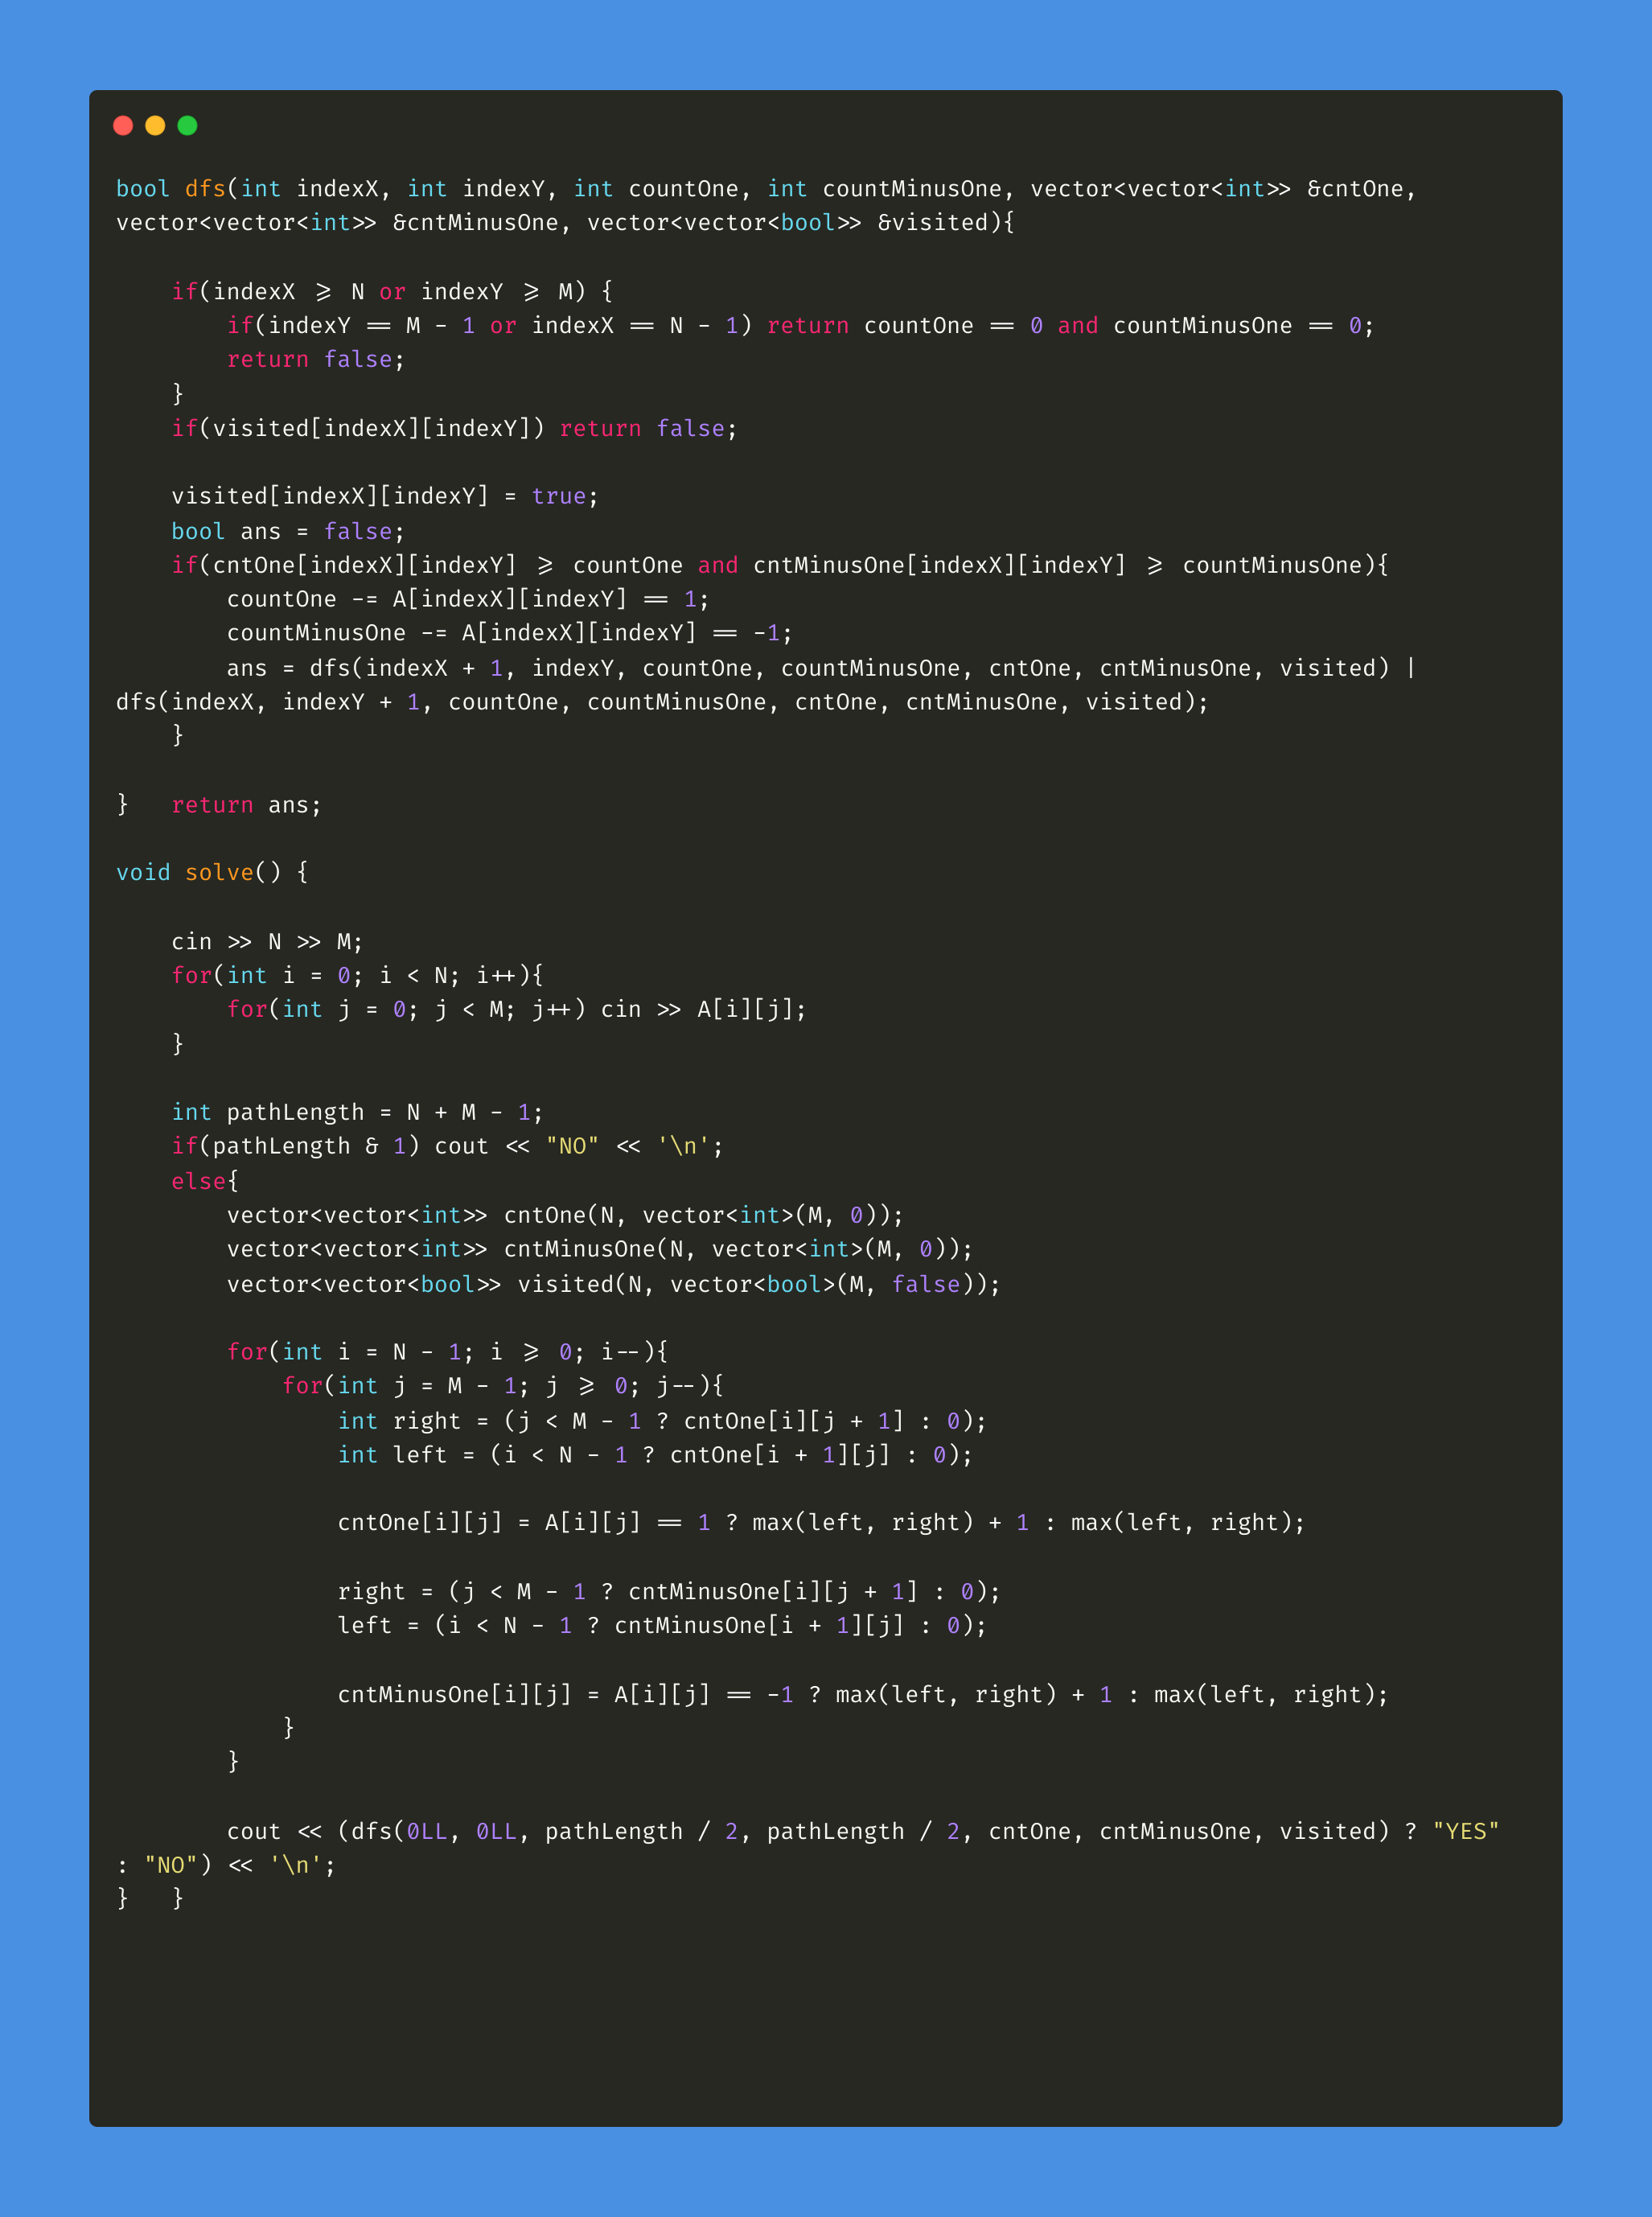 bool dfs(int indexX, int indexY, int countOne, int countMinusOne, vector<vector<int>> &cntOne,
vector<vector<int>> &cntMinusOne, vector<vector<bool>> &visited){
    if(indexX >= N or indexY >= M) {
        if(indexY == M - 1 or indexX == N - 1) return countOne == 0 and countMinusOne == 0;
        return false;
    }
    if(visited[indexX][indexY]) return false;
    visited[indexX][indexY] = true;
    bool ans = false;
    if(cntOne[indexX][indexY] >= countOne and cntMinusOne[indexX][indexY] >= countMinusOne){
        countOne -= A[indexX][indexY] == 1;
        countMinusOne -= A[indexX][indexY] == -1;
        ans = dfs(indexX + 1, indexY, countOne, countMinusOne, cntOne, cntMinusOne, visited) |
dfs(indexX, indexY + 1, countOne, countMinusOne, cntOne, cntMinusOne, visited);
    }
}   return ans;
void solve() {
    cin >> N >> M;
    for(int i = 0; i < N; i++){
        for(int j = 0; j < M; j++) cin >> A[i][j];
    }
    int pathLength = N + M - 1;
    if(pathLength & 1) cout << "NO" << '\n';
    else{
        vector<vector<int>> cntOne(N, vector<int>(M, 0));
        vector<vector<int>> cntMinusOne(N, vector<int>(M, 0));
        vector<vector<bool>> visited(N, vector<bool>(M, false));
        for(int i = N - 1; i >= 0; i--){
            for(int j = M - 1; j >= 0; j--){
                int right = (j < M - 1 ? cntOne[i][j + 1] : 0);
                int left = (i < N - 1 ? cntOne[i + 1][j] : 0);
                cntOne[i][j] = A[i][j] == 1 ? max(left, right) + 1 : max(left, right);
                right = (j < M - 1 ? cntMinusOne[i][j + 1] : 0);
                left = (i < N - 1 ? cntMinusOne[i + 1][j] : 0);
                cntMinusOne[i][j] = A[i][j] == -1 ? max(left, right) + 1 : max(left, right);
            }
        }
        cout << (dfs(0LL, 0LL, pathLength / 2, pathLength / 2, cntOne, cntMinusOne, visited) ? "YES"
: "NO") << '\n';
}   }